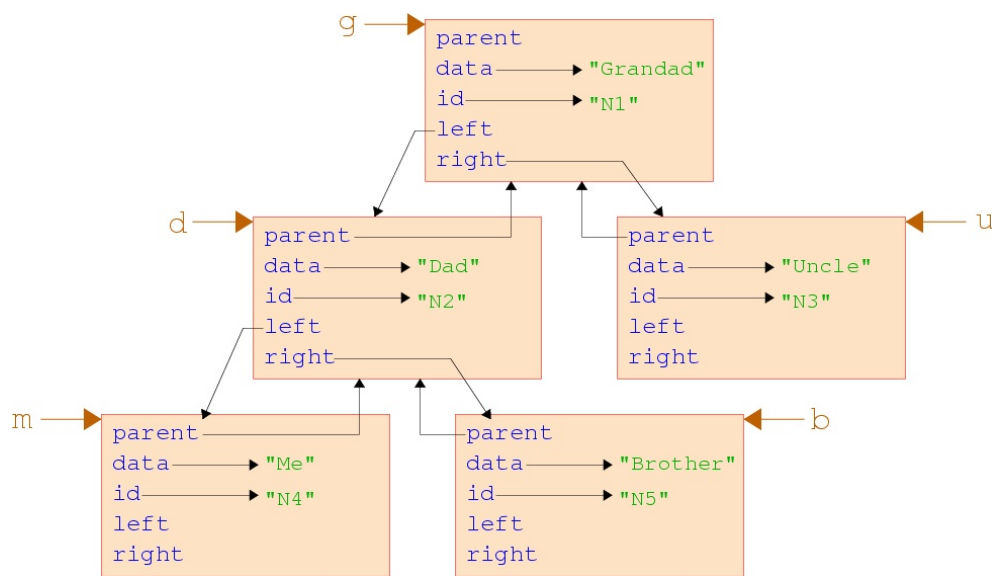 g
parent
data "Grandad"
id "N1"
left
right
d
parent
data "Dad"
id "N2"
left
right
u
parent
data "Uncle"
id "N3"
left
right
m
parent
data "Me"
id "N4"
left
right
b
parent
data "Brother"
id "N5"
left
right